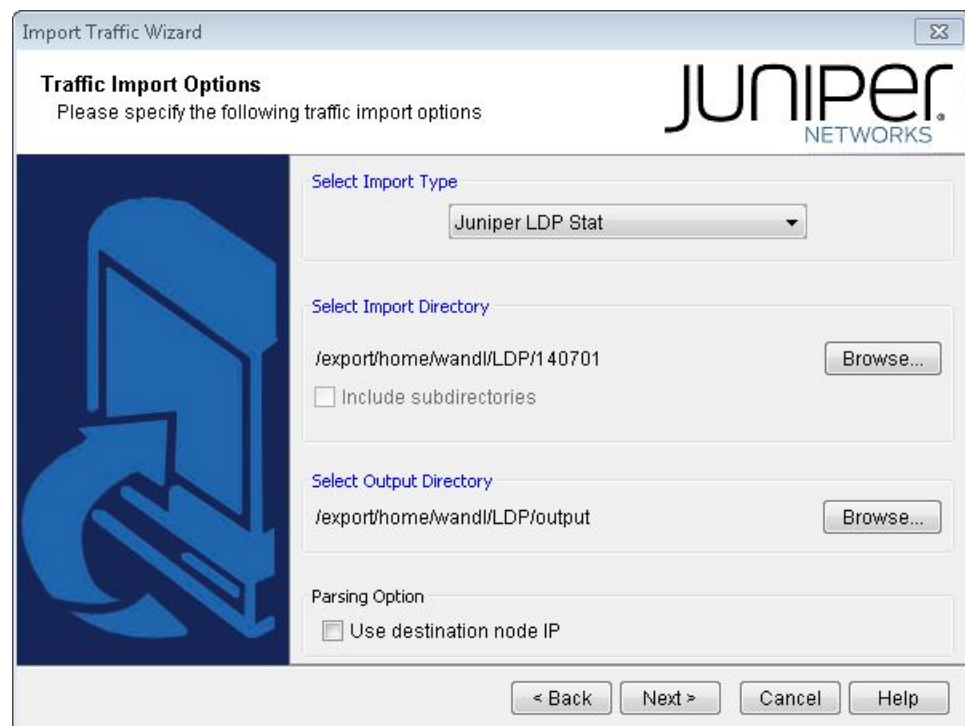 Import Traffic Wizard
Traffic Import Options
Please specify the following traffic import options
JUNIPER
NETWORKS
Select Import Type
Juniper LDP Stat
Select Import Directory
/export/home/wandl/LDP/140701
Browse...
Include subdirectories
Select Output Directory
/export/home/wandl/LDP/output
Browse...
Parsing Option
Use destination node IP
< Back
Next >
Cancel
Help